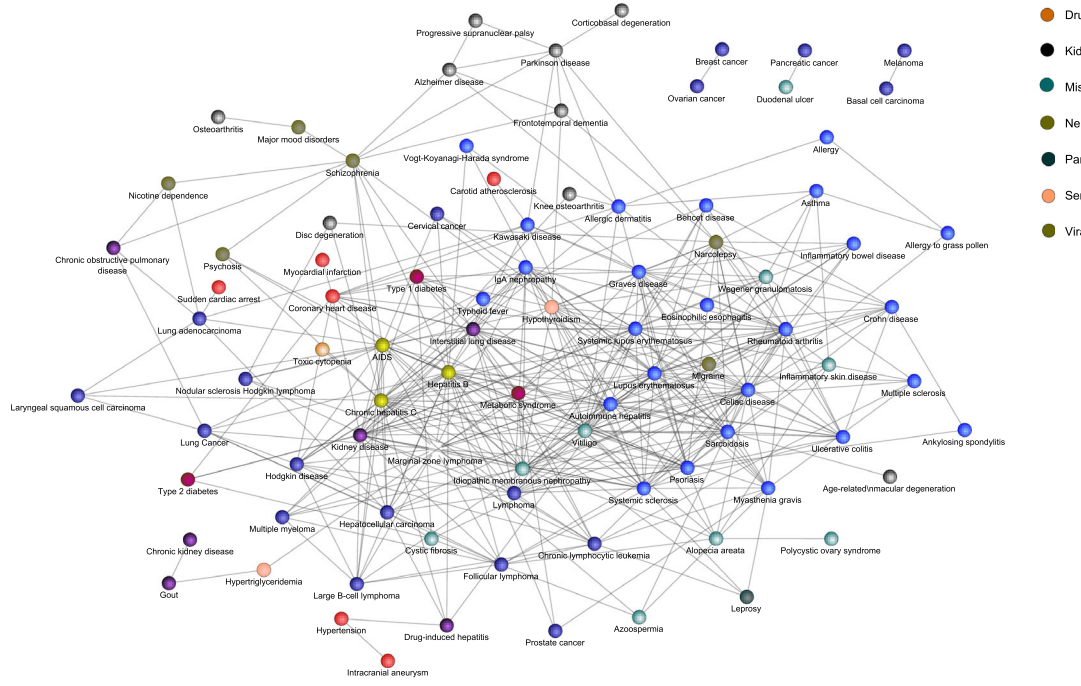 Corticobasal degeneration
Progressive supranuclear palsy
Parkinson disease
Alzheimer disease
Breast cancer
Pancreatic cancer
Melanoma
Ovarian cancer
Duodenal ulcer
Basal cell carcinoma
Frontotemporal dementia
Osteoarthritis
Major mood disorders
Allergy
Vogt-Koyanagi-Harada syndrome
Schizophrenia
Carotid atherosclerosis
Nicotine dependence
Knee osteoarthritis
Asthma
Allergic dermatitis
Behcet disease
Cervical cancer
Disc degeneration
Kawasaki disease
Allergy to grass pollen
Chronic obstructive pulmonary
disease
Narcolepsy
Inflammatory bowel disease
Psychosis
Myocardial infarction
IgA nephropathy
Graves disease
Type 1 diabetes
Wegener granulomatosis
Sudden cardiac arrest
Coronary heart disease
Typhoid fever
Hypothyroidism
Eosinophilic esophagitis
Crohn disease
Lung adenocarcinoma
Interstitial lung disease
Systemic lupus erythematosus
Rheumatoid arthritis
AIDS
Toxic cytopenia
Migraine
Inflammatory skin disease
Hepatitis B
Lupus erythematosus
Nodular sclerosis Hodgkin lymphoma
Multiple sclerosis
Laryngeal squamous cell carcinoma
Metabolic syndrome
Celiac disease
Chronic hepatitis C
Autoimmune hepatitis
Lung Cancer
Kidney disease
Vitiligo
Sarcoidosis
Ulcerative colitis
Ankylosing spondylitis
Marginal zone lymphoma
Hodgkin disease
Idiopathic membranous nephropathy
Psoriasis
Type 2 diabetes
Age-related\nmacular degeneration
Lymphoma
Systemic sclerosis
Myasthenia gravis
Multiple myeloma
Hepatocellular carcinoma
Chronic kidney disease
Cystic fibrosis
Chronic lymphocytic leukemia
Alopecia areata
Polycystic ovary syndrome
Follicular lymphoma
Gout
Hypertriglyceridemia
Large B-cell lymphoma
Leprosy
Hypertension
Drug-induced hepatitis
Prostate cancer
Azoospermia
Intracranial aneurysm
Dru
Kid
Mis
Ne
Par
Ser
Vira